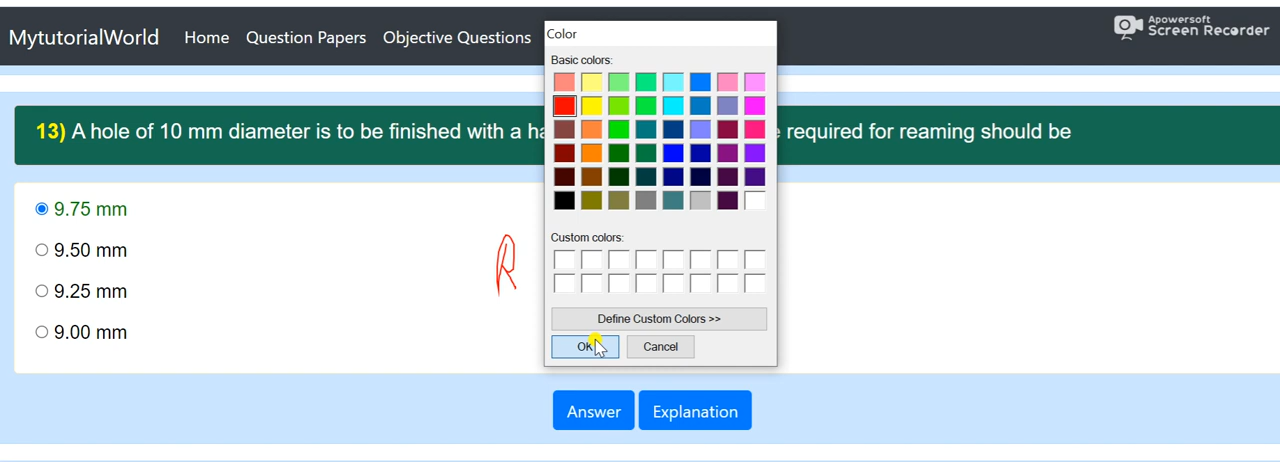 MytutorialWorld Home Question Papers Objective Questions
Apowersoft
Screen Recorder
Color
Basic colors:
13) A hole of 10 mm diameter is to be finished with a required for reaming should be
9.75 mm
9.50 mm
9.25 mm
9.00 mm
R
Custom colors:
Define Custom Colors >>
OK Cancel
Answer Explanation